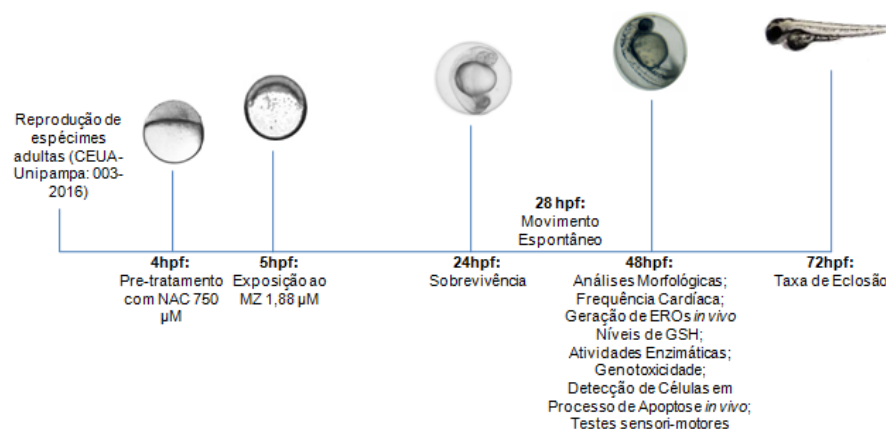 Reprodução de
espécimes
adultas (CEUA-
Unipampa: 003-
2016)
4hpf:
Pre-tratamento
com NAC 750
µM
5hpf:
Exposição ao
MZ 1,88 µM
24hpf:
Sobrevivência
28 hpf:
Movimento
Espontâneo
48hpf:
Análises Morfológicas;
Frequência Cardíaca;
Geração de EROs in vivo
Níveis de GSH;
Atividades Enzimáticas;
Genotoxicidade;
Detecção de Células em
Processo de Apoptose in vivo;
Testes sensori-motores
72hpf:
Taxa de Eclosão